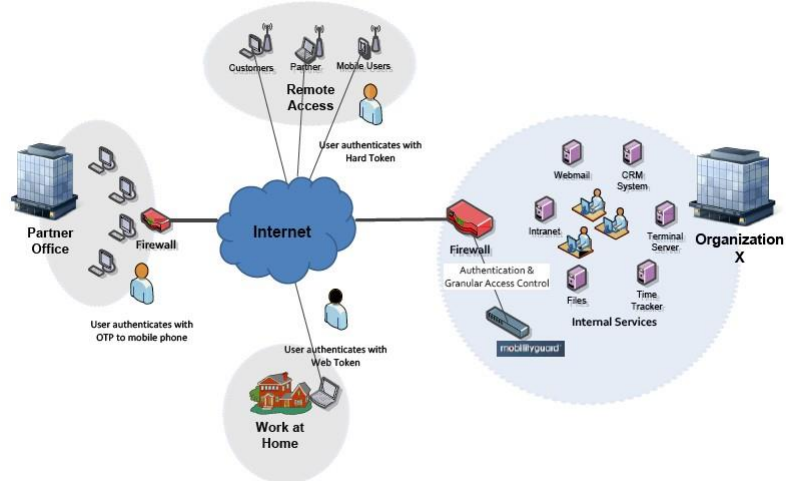 Customers
Partner
Mobile Users
Remote
Access
User authenticates with
Hard Token
Partner
Office
Firewall
User authenticates with
OTP to mobile phone
Internet
User authenticates with
Web Token
Work at
Home
Firewall
Authentication &
Granular Access Control
mobilityguard
Webmail
CRM
System
Intranet
Terminal
Server
Files
Time
Tracker
Internal Services
Organization
X